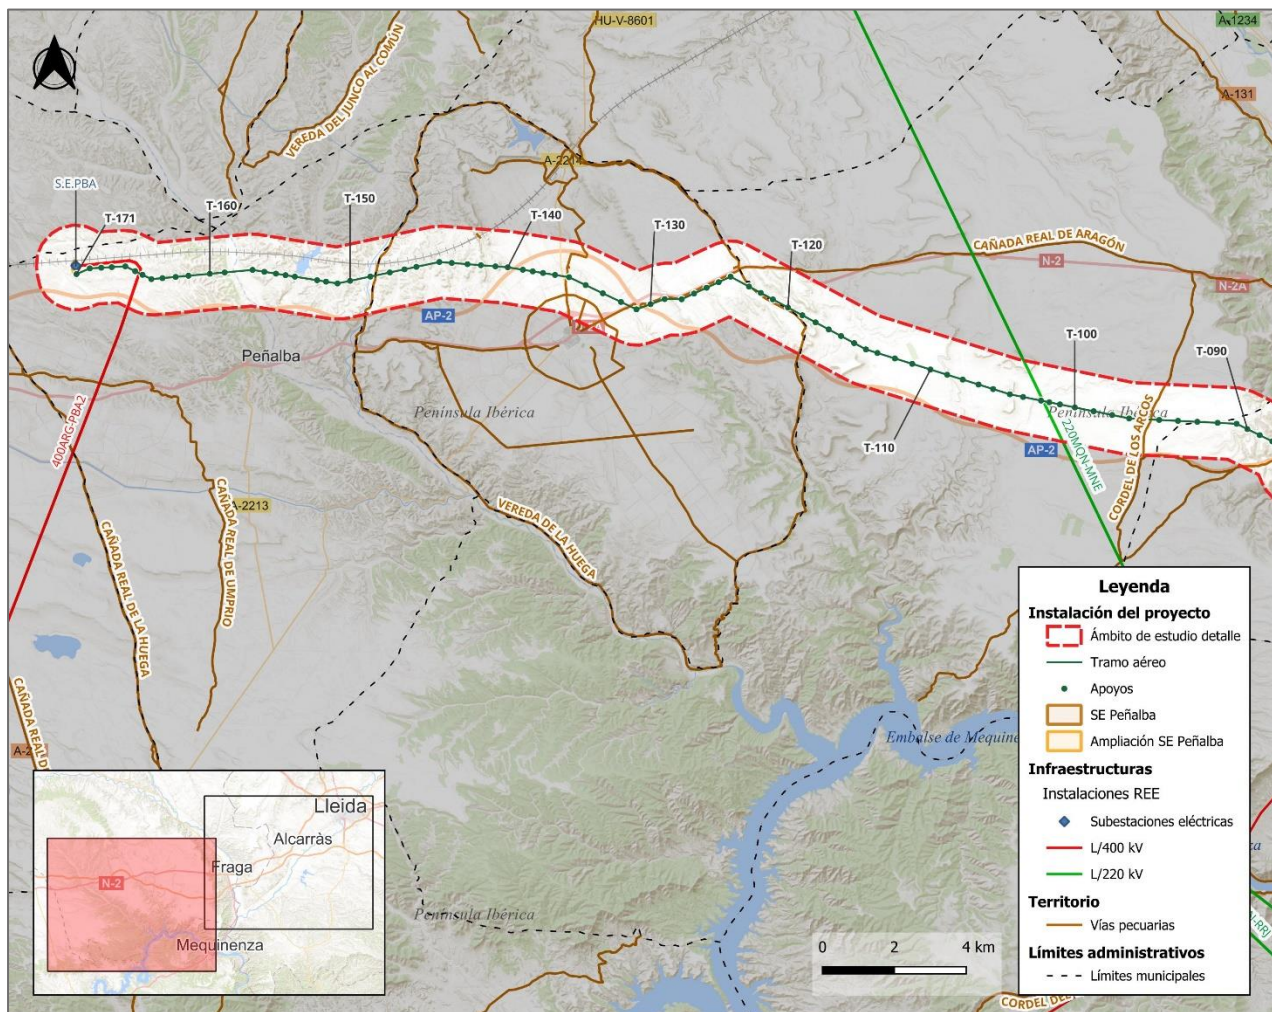 HU-V-8601
A-1234
A-131
VEREDA DEL JUNCO AL COMÚN
S.E.PBA
T-171
T-160
T-150
T-140
T-130
T-120
CAÑADA REAL DE ARAGÓN
N-2
N-2A
AP-2
Peñalba
T-100
T-090
Península Ibérica
Península Ibérica
T-110
AP-2
220MQN-MNE
CORDEL DE LOS ARCOS
400ARG-PBA2
A-2213
CAÑADA REAL DE UMPRIO
CAÑADA REAL DE LA HUEGA
VEREDA DE LA HUEGA
CAÑADA REAL DE
Embalse de Mequine
Península Ibérica
CORDEL DE
Lleida
Alcarràs
Fraga
N-2
Mequinenza
0 2 4 km
Leyenda
Instalación del proyecto
Ámbito de estudio detalle
Tramo aéreo
Apoyos
SE Peñalba
Ampliación SE Peñalba
Infraestructuras
Instalaciones REE
Subestaciones eléctricas
L/400 kV
L/220 kV
Territorio
Vías pecuarias
Límites administrativos
Límites municipales